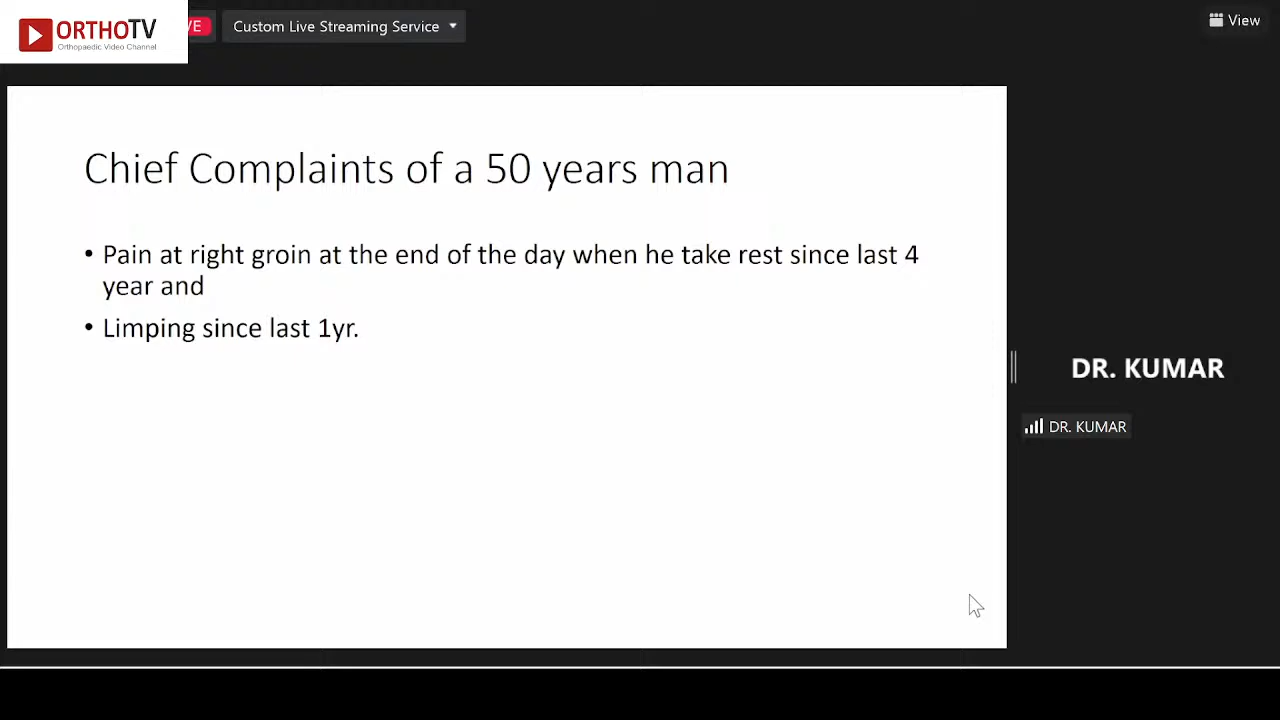 ORTHOTV
Orthopaedic Video Channel
VE
Custom Live Streaming Service
View
Chief Complaints of a 50 years man
• Pain at right groin at the end of the day when he take rest since last 4
year and
• Limping since last 1yr.
DR. KUMAR
DR. KUMAR